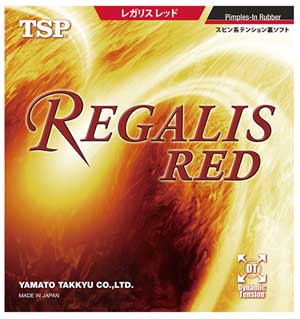 TSP
レガリス レッド
Pimples-In Rubber
スピン系テンション裏ソフト
REGALIS
RED
DT
Dynamic
Tension
YAMATO TAKKYU CO.,LTD.
MADE IN JAPAN